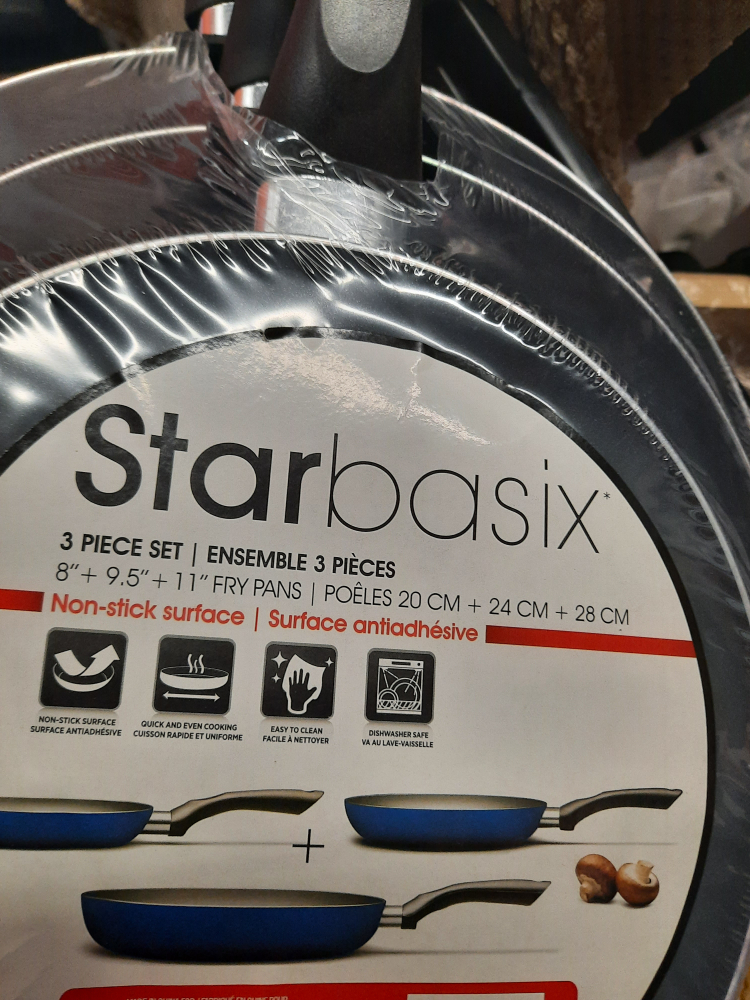 Starbasix*
3 PIECE SET | ENSEMBLE 3 PIÈCES
8" + 9.5" + 11" FRY PANS | POÊLES 20 CM + 24 CM + 28 CM
Non-stick surface | Surface antiadhésive
NON-STICK SURFACE
SURFACE ANTIADHÉSIVE
QUICK AND EVEN COOKING
CUISSON RAPIDE ET UNIFORME
EASY TO CLEAN
FACILE À NETTOYER
DISHWASHER SAFE
VA AU LAVE-VAISSELLE
+